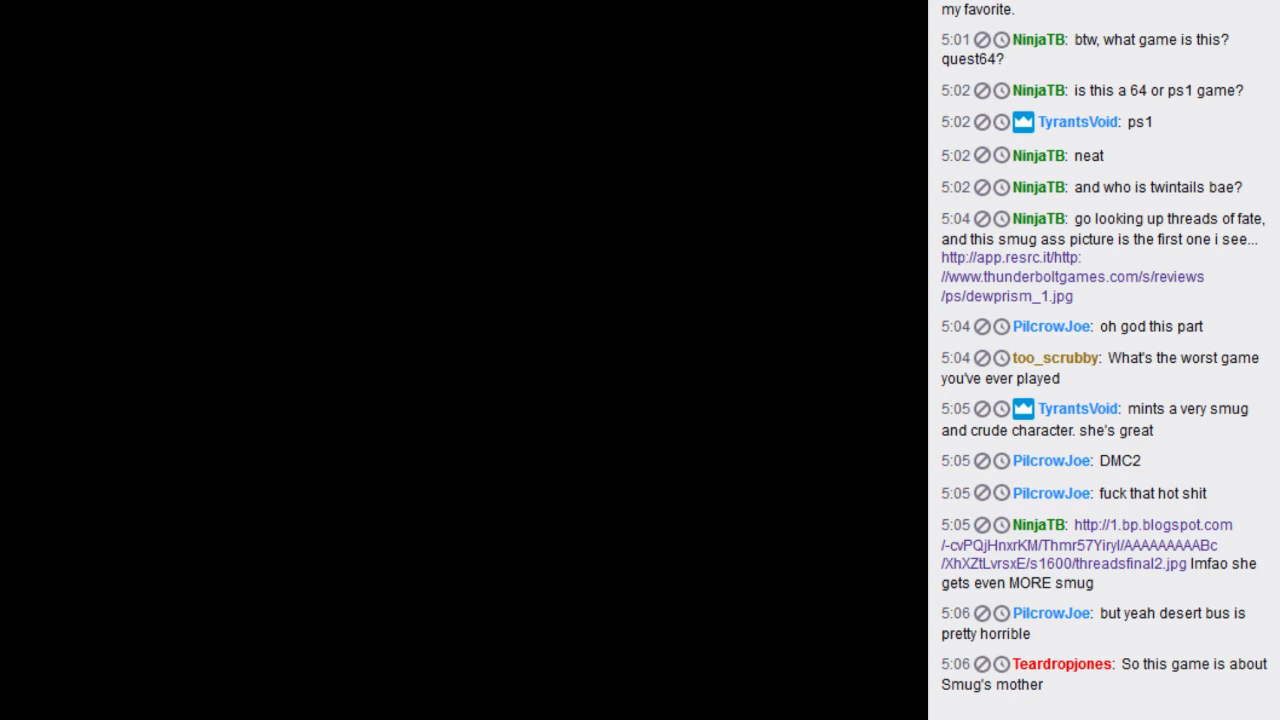 my favorite.
5:01 NinjaTB: btw, what game is this?
quest64?
5:02 NinjaTB: is this a 64 or ps1 game?
5:02 TyrantsVoid: ps1
5:02 NinjaTB: neat
5:02 NinjaTB: and who is twintails bae?
5:04 NinjaTB: go looking up threads of fate,
and this smug ass picture is the first one i see...
http://app.resrc.it/http:
//www.thunderboltgames.com/s/reviews
/ps/dewprism_1.jpg
5:04 PilcrowJoe: oh god this part
5:04 too_scrubby: What's the worst game
you've ever played
5:05 TyrantsVoid: mints a very smug
and crude character. she's great
5:05 PilcrowJoe: DMC2
5:05 PilcrowJoe: fuck that hot shit
5:05 NinjaTB: http://1.bp.blogspot.com
/-cvPQjHnxrKM/Thmr57YiryI/AAAAAAAAABc
/XhXZtLvrsxE/s1600/threadsfinal2.jpg lmfao she
gets even MORE smug
5:06 PilcrowJoe: but yeah desert bus is
pretty horrible
5:06 Teardropjones: So this game is about
Smug's mother